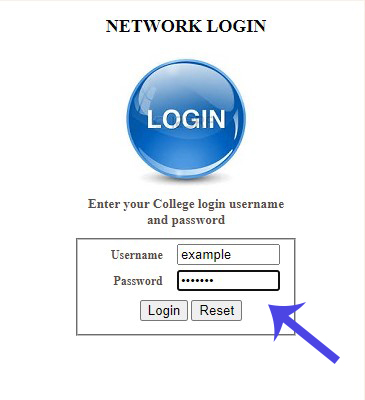 NETWORK LOGIN
LOGIN
Enter your College login username
and password
Username example
Password •••••••
Login Reset